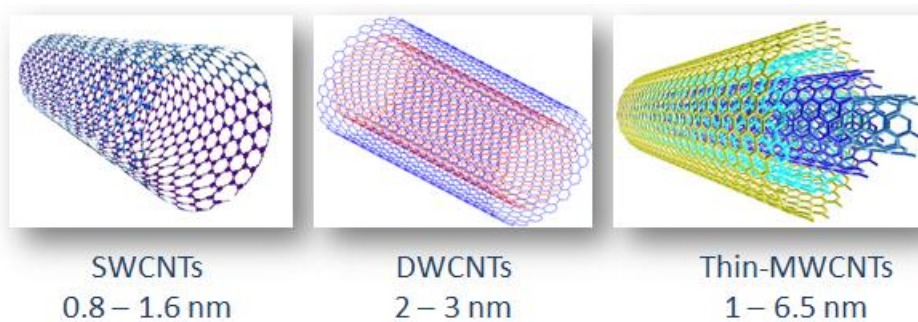 SWCNTs
0.8 – 1.6 nm
DWCNTs
2 – 3 nm
Thin-MWCNTs
1 – 6.5 nm